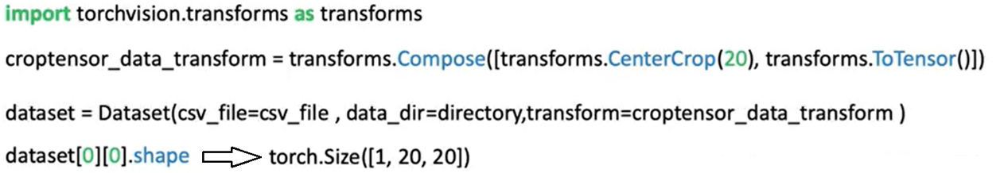 import torchvision.transforms as transforms
croptensor_data_transform = transforms.Compose([transforms.CenterCrop(20), transforms.ToTensor()])
dataset = Dataset(csv_file=csv_file , data_dir=directory,transform=croptensor_data_transform )
dataset[0][0].shape torch.Size([1, 20, 20])